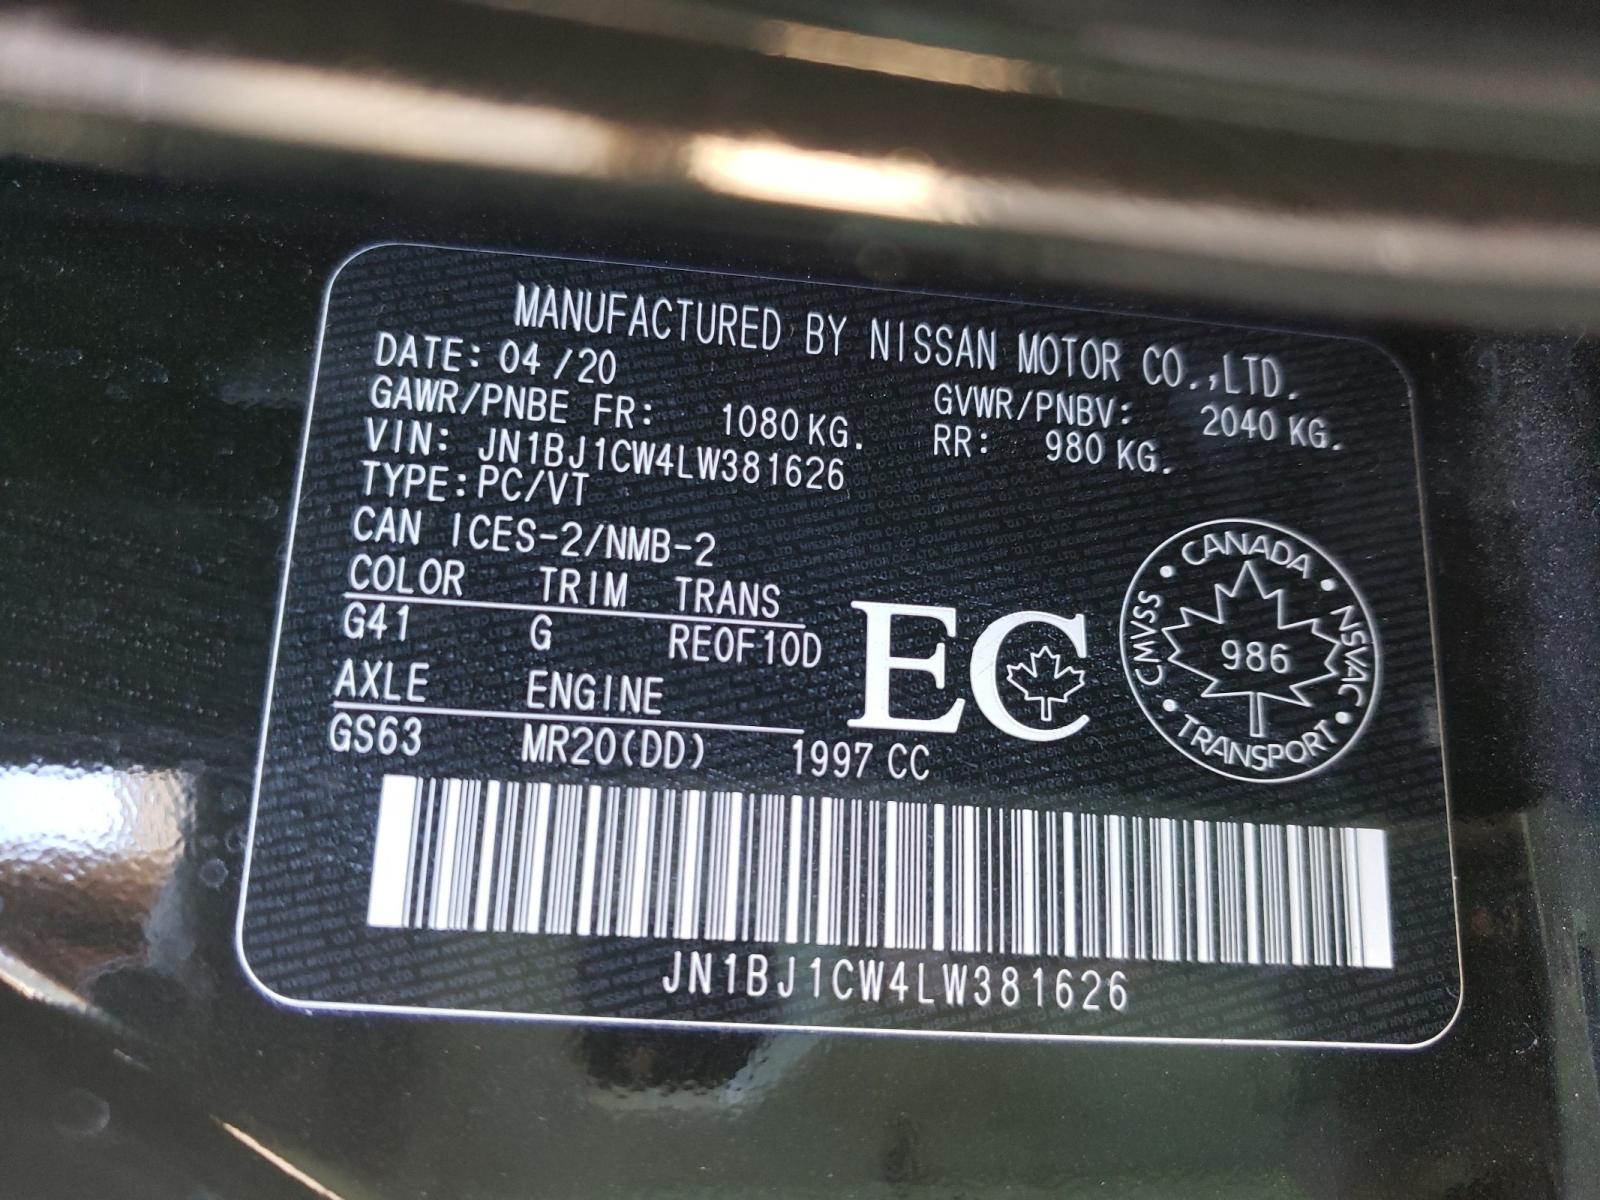 MANUFACTURED BY NISSAN MOTOR CO.,LTD.
DATE: 04/20 GVWR/PNBV: 2040 KG.
GAWR/PNBE FR: 1080 KG. RR: 980 KG.
VIN: JN1BJ1CW4LW381626
TYPE:PC/VT
CAN ICES-2/NMB-2
COLOR TRIM TRANS
G41 G RE0F10D
AXLE ENGINE
GS63 MR20(DD) 1997 CC
EC
CANADA
CMVSS 986 NSVAC
TRANSPORT
JN1BJ1CW4LW381626